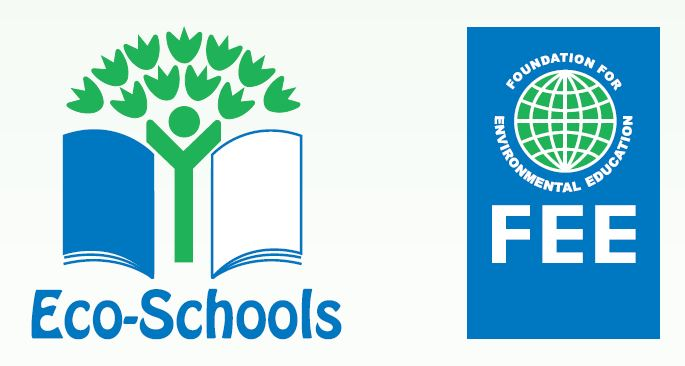 Eco-Schools
FOUNDATION FOR
ENVIRONMENTAL EDUCATION
FEE